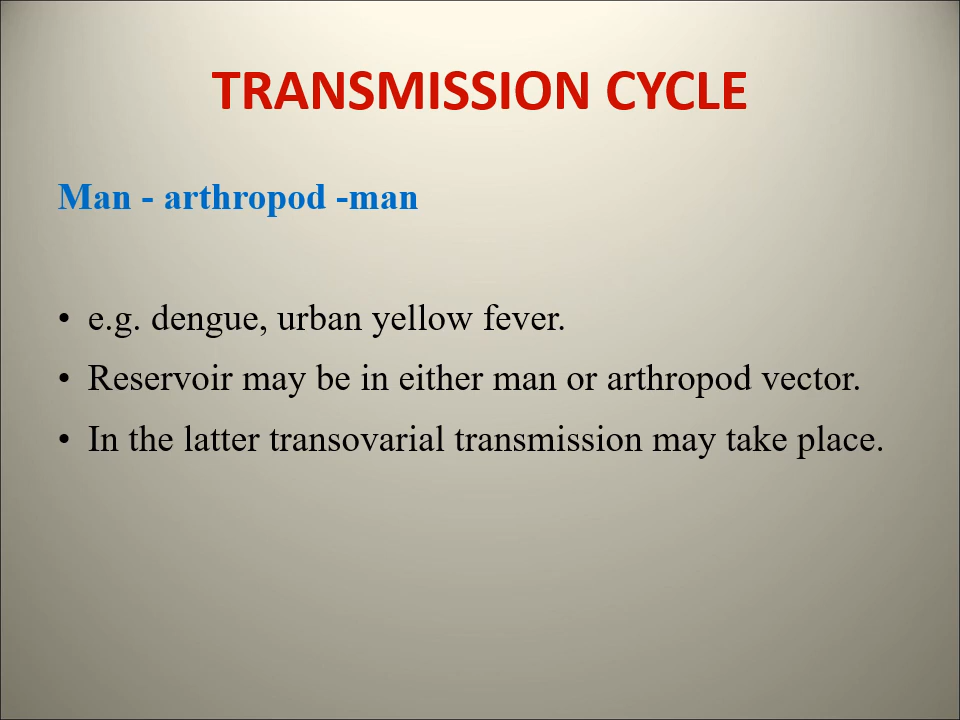 TRANSMISSION CYCLE
Man - arthropod -man
• e.g. dengue, urban yellow fever.
• Reservoir may be in either man or arthropod vector.
• In the latter transovarial transmission may take place.